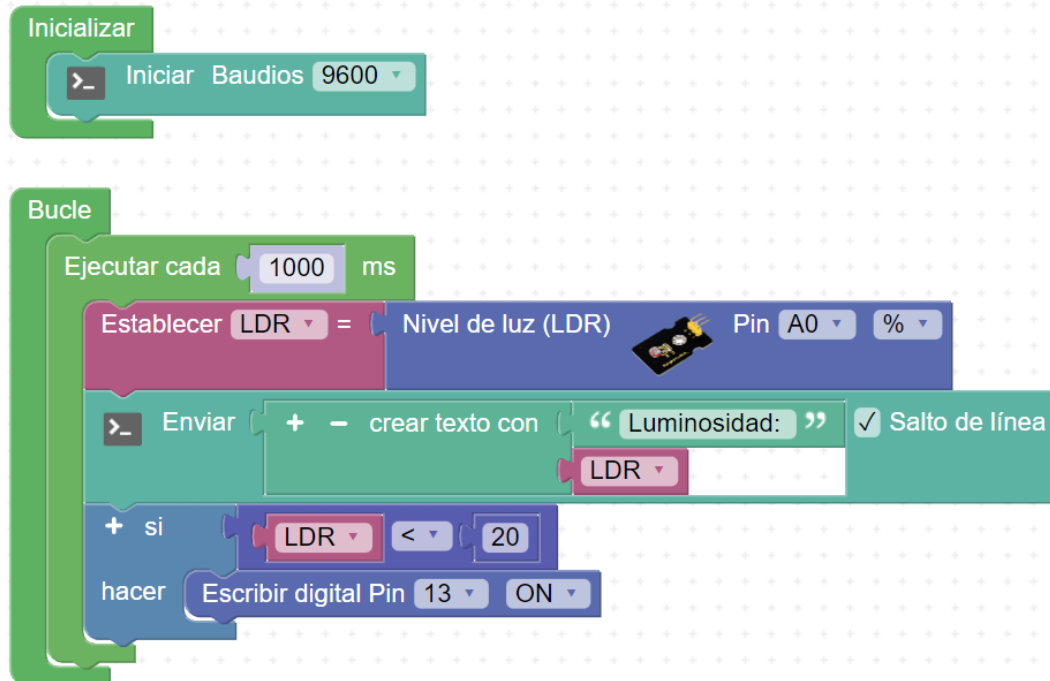 Inicializar
>_ Iniciar Baudios 9600
Bucle
Ejecutar cada 1000 ms
Establecer LDR = Nivel de luz (LDR) Pin A0 %
>_ Enviar + − crear texto con “ Luminosidad: ” ✓ Salto de línea
LDR
+ si LDR < 20
hacer Escribir digital Pin 13 ON